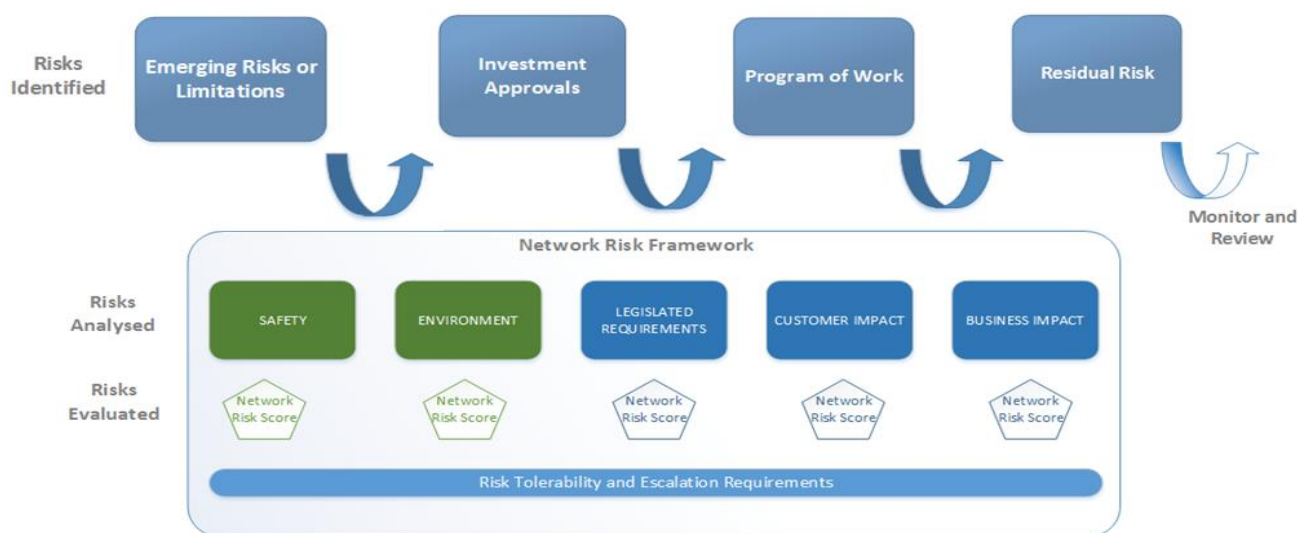 Risks
Identified
Emerging Risks or
Limitations
Investment
Approvals
Program of Work
Residual Risk
Monitor and
Review
Network Risk Framework
Risks
Analysed
SAFETY
ENVIRONMENT
LEGISLATED
REQUIREMENTS
CUSTOMER IMPACT
BUSINESS IMPACT
Risks
Evaluated
Network
Risk Score
Network
Risk Score
Network
Risk Score
Network
Risk Score
Network
Risk Score
Risk Tolerability and Escalation Requirements